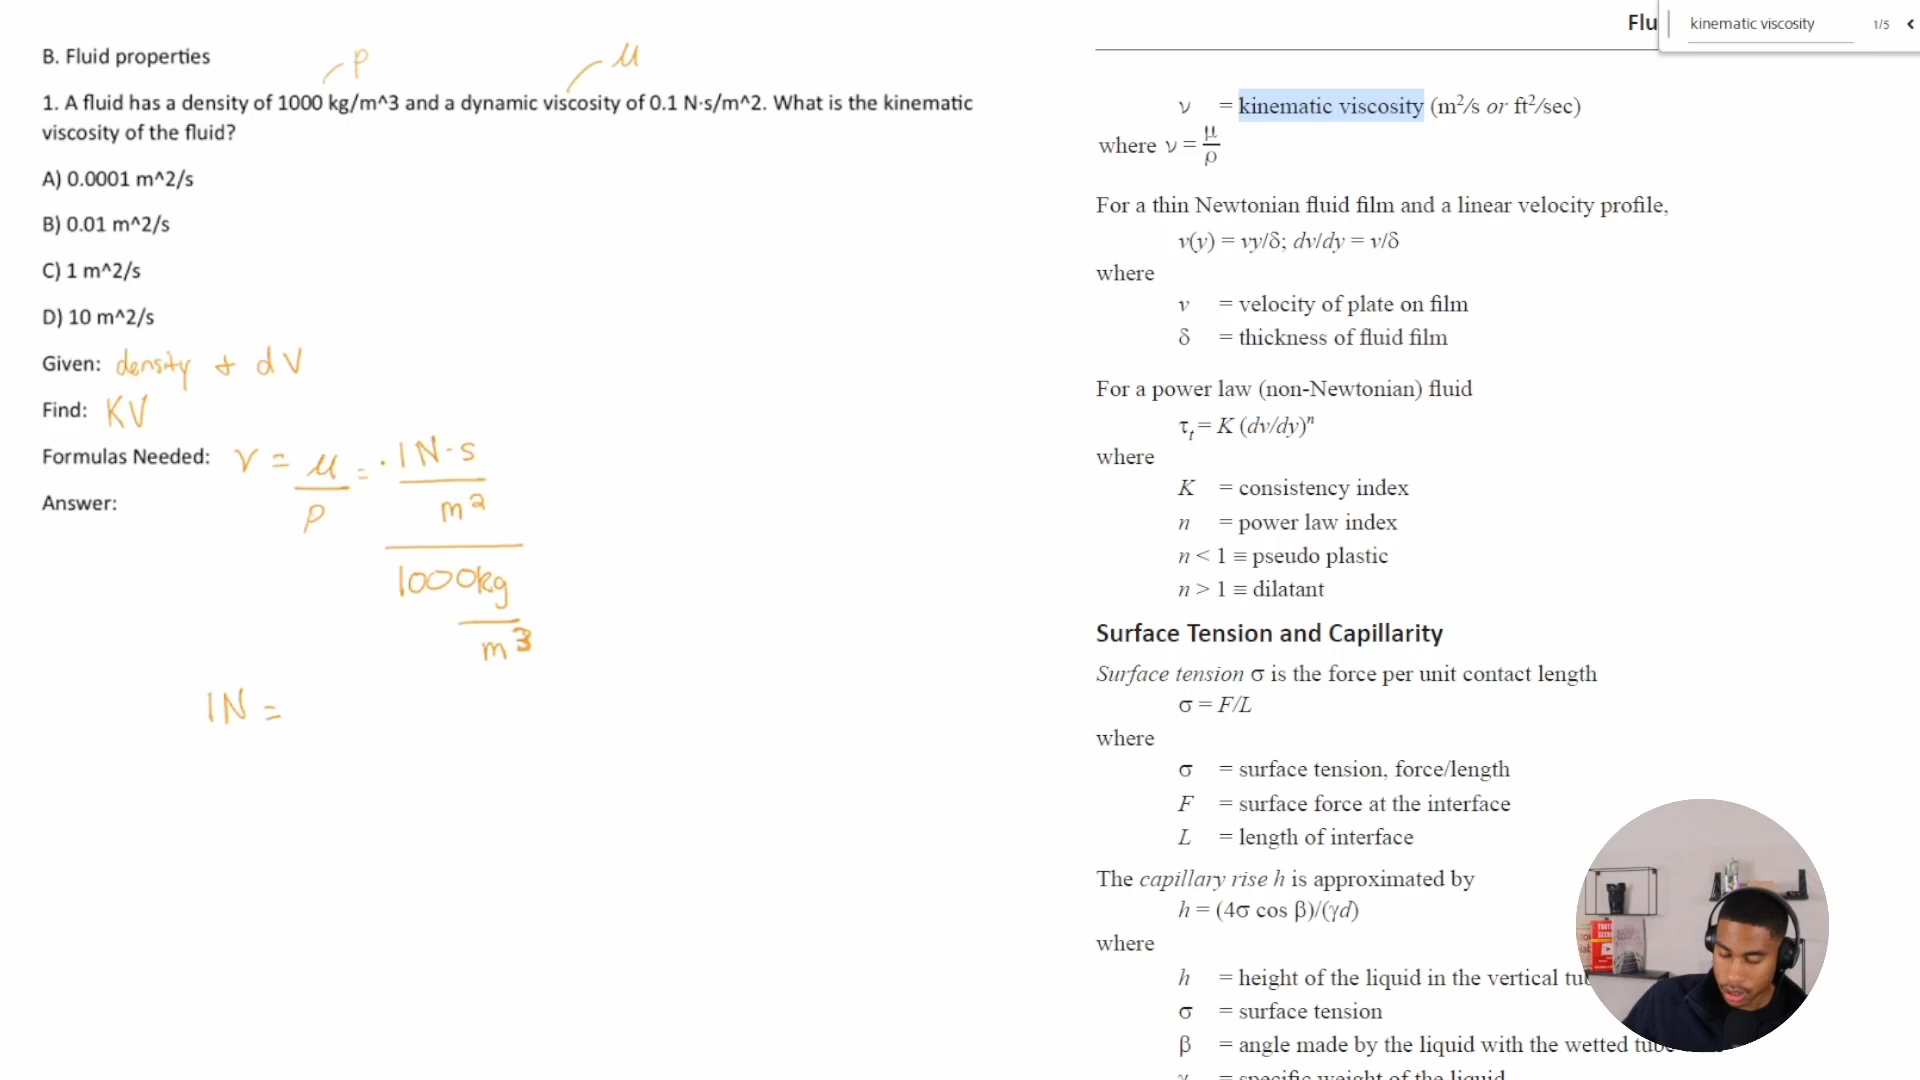 B. Fluid properties
ρ
μ
1. A fluid has a density of 1000 kg/m^3 and a dynamic viscosity of 0.1 N·s/m^2. What is the kinematic
viscosity of the fluid?
A) 0.0001 m^2/s
B) 0.01 m^2/s
C) 1 m^2/s
D) 10 m^2/s
Given: density + dV
Find: KV
Formulas Needed: ν = μ/ρ = .1 N·s/m²
1000kg/m³
Answer:
1N =
Flu
kinematic viscosity 1/5
ν = kinematic viscosity (m²/s or ft²/sec)
where ν = μ/ρ
For a thin Newtonian fluid film and a linear velocity profile,
v(y) = vy/δ; dv/dy = v/δ
where
v = velocity of plate on film
δ = thickness of fluid film
For a power law (non-Newtonian) fluid
τt = K (dv/dy)ⁿ
where
K = consistency index
n = power law index
n < 1 ≡ pseudo plastic
n > 1 ≡ dilatant
Surface Tension and Capillarity
Surface tension σ is the force per unit contact length
σ = F/L
where
σ = surface tension, force/length
F = surface force at the interface
L = length of interface
The capillary rise h is approximated by
h = (4σ cos β)/(γd)
where
h = height of the liquid in the vertical tu
σ = surface tension
β = angle made by the liquid with the wetted tube
γ = specific weight of the liquid